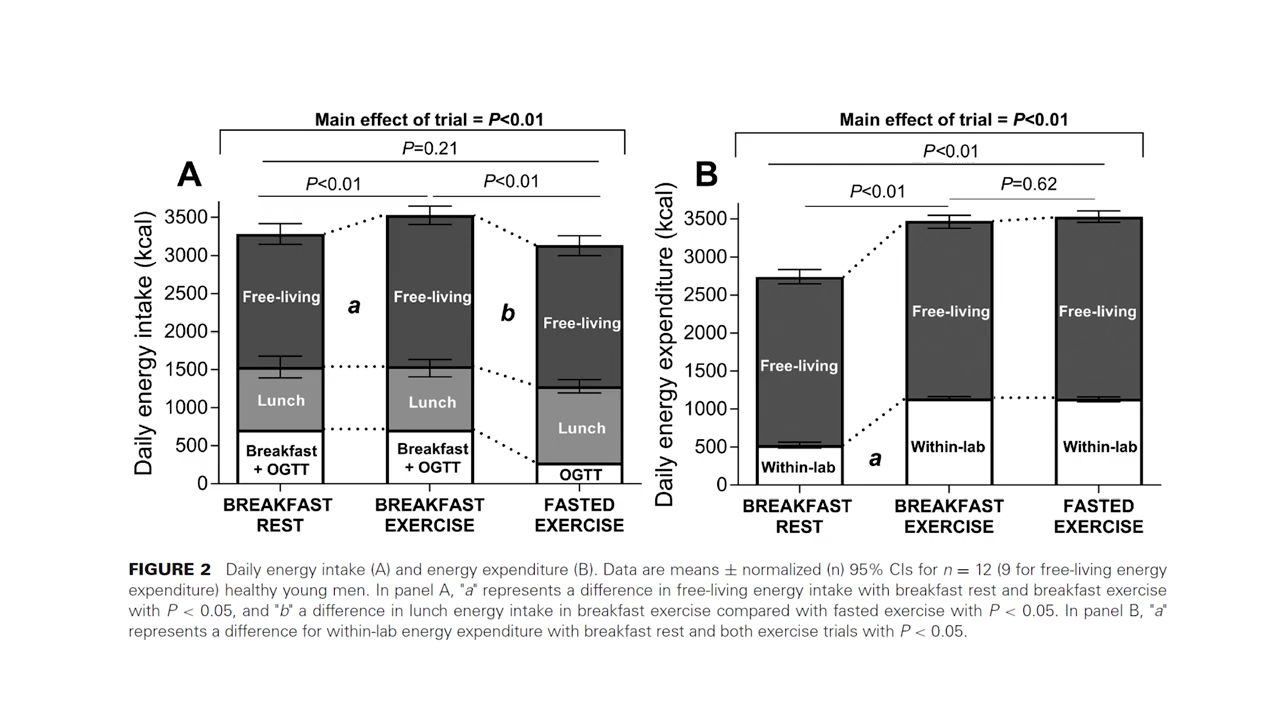 Main effect of trial = P<0.01
P=0.21
P<0.01 P<0.01
A
Daily energy intake (kcal)
3500
3000
2500
2000
1500
1000
500
0
Free-living
Lunch
Breakfast
+ OGTT
Free-living
Lunch
Breakfast
+ OGTT
Free-living
Lunch
OGTT
a
b
BREAKFAST
REST
BREAKFAST
EXERCISE
FASTED
EXERCISE
Main effect of trial = P<0.01
P<0.01
P<0.01 P=0.62
B
Daily energy expenditure (kcal)
3500
3000
2500
2000
1500
1000
500
0
Free-living
Within-lab
Free-living
Within-lab
Free-living
Within-lab
a
BREAKFAST
REST
BREAKFAST
EXERCISE
FASTED
EXERCISE
FIGURE 2 Daily energy intake (A) and energy expenditure (B). Data are means ± normalized (n) 95% CIs for n = 12 (9 for free-living energy
expenditure) healthy young men. In panel A, "a" represents a difference in free-living energy intake with breakfast rest and breakfast exercise
with P < 0.05, and "b" a difference in lunch energy intake in breakfast exercise compared with fasted exercise with P < 0.05. In panel B, "a"
represents a difference for within-lab energy expenditure with breakfast rest and both exercise trials with P < 0.05.